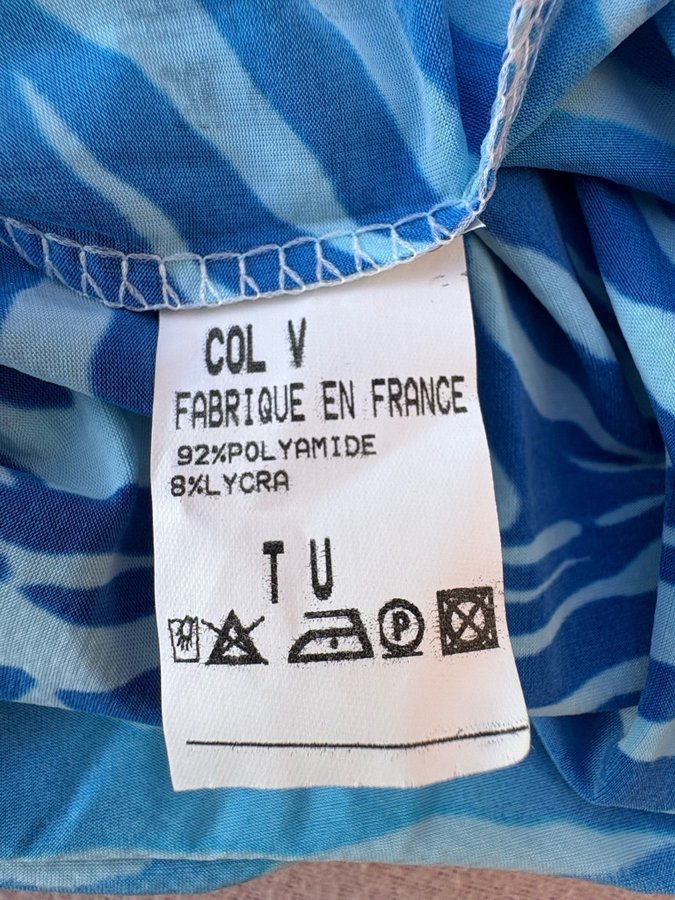 COL V
FABRIQUE EN FRANCE
92%POLYAMIDE
8%LYCRA
T U
P